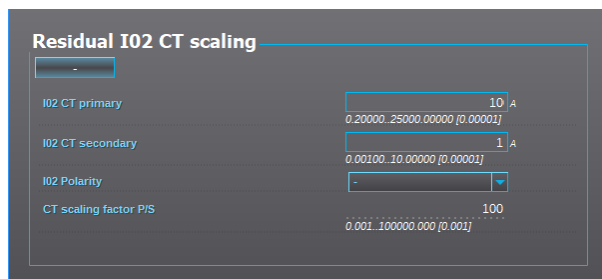 Residual I02 CT scaling
-
I02 CT primary 10 A
0.20000..25000.00000 [0.00001]
I02 CT secondary 1 A
0.00100..10.00000 [0.00001]
I02 Polarity -
CT scaling factor P/S 100
0.001..100000.000 [0.001]